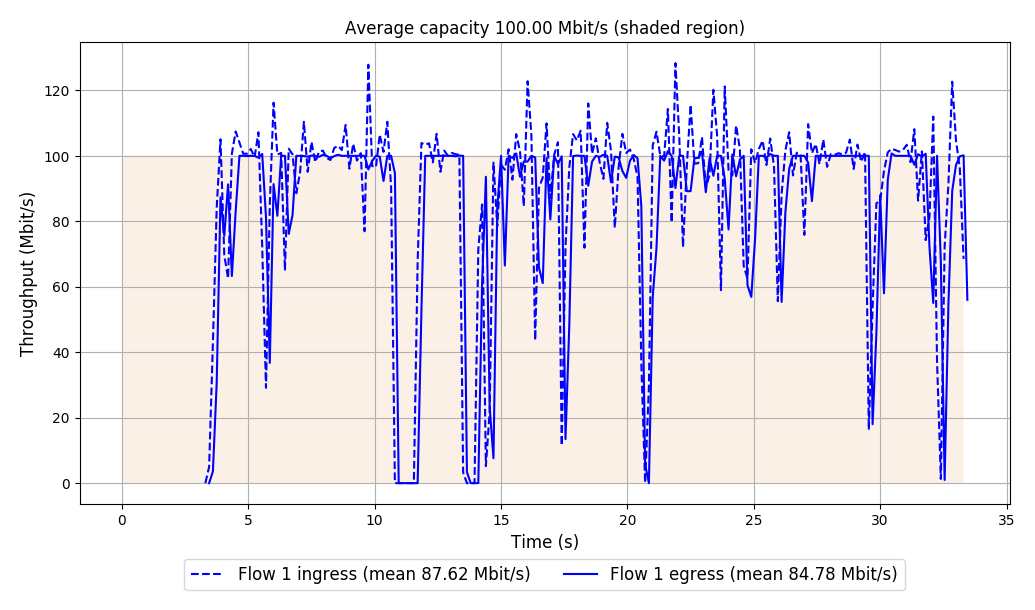 Average capacity 100.00 Mbit/s (shaded region)
120
100
80
60
40
20
0
Throughput (Mbit/s)
0 5 10 15 20 25 30 35
Time (s)
Flow 1 ingress (mean 87.62 Mbit/s) Flow 1 egress (mean 84.78 Mbit/s)